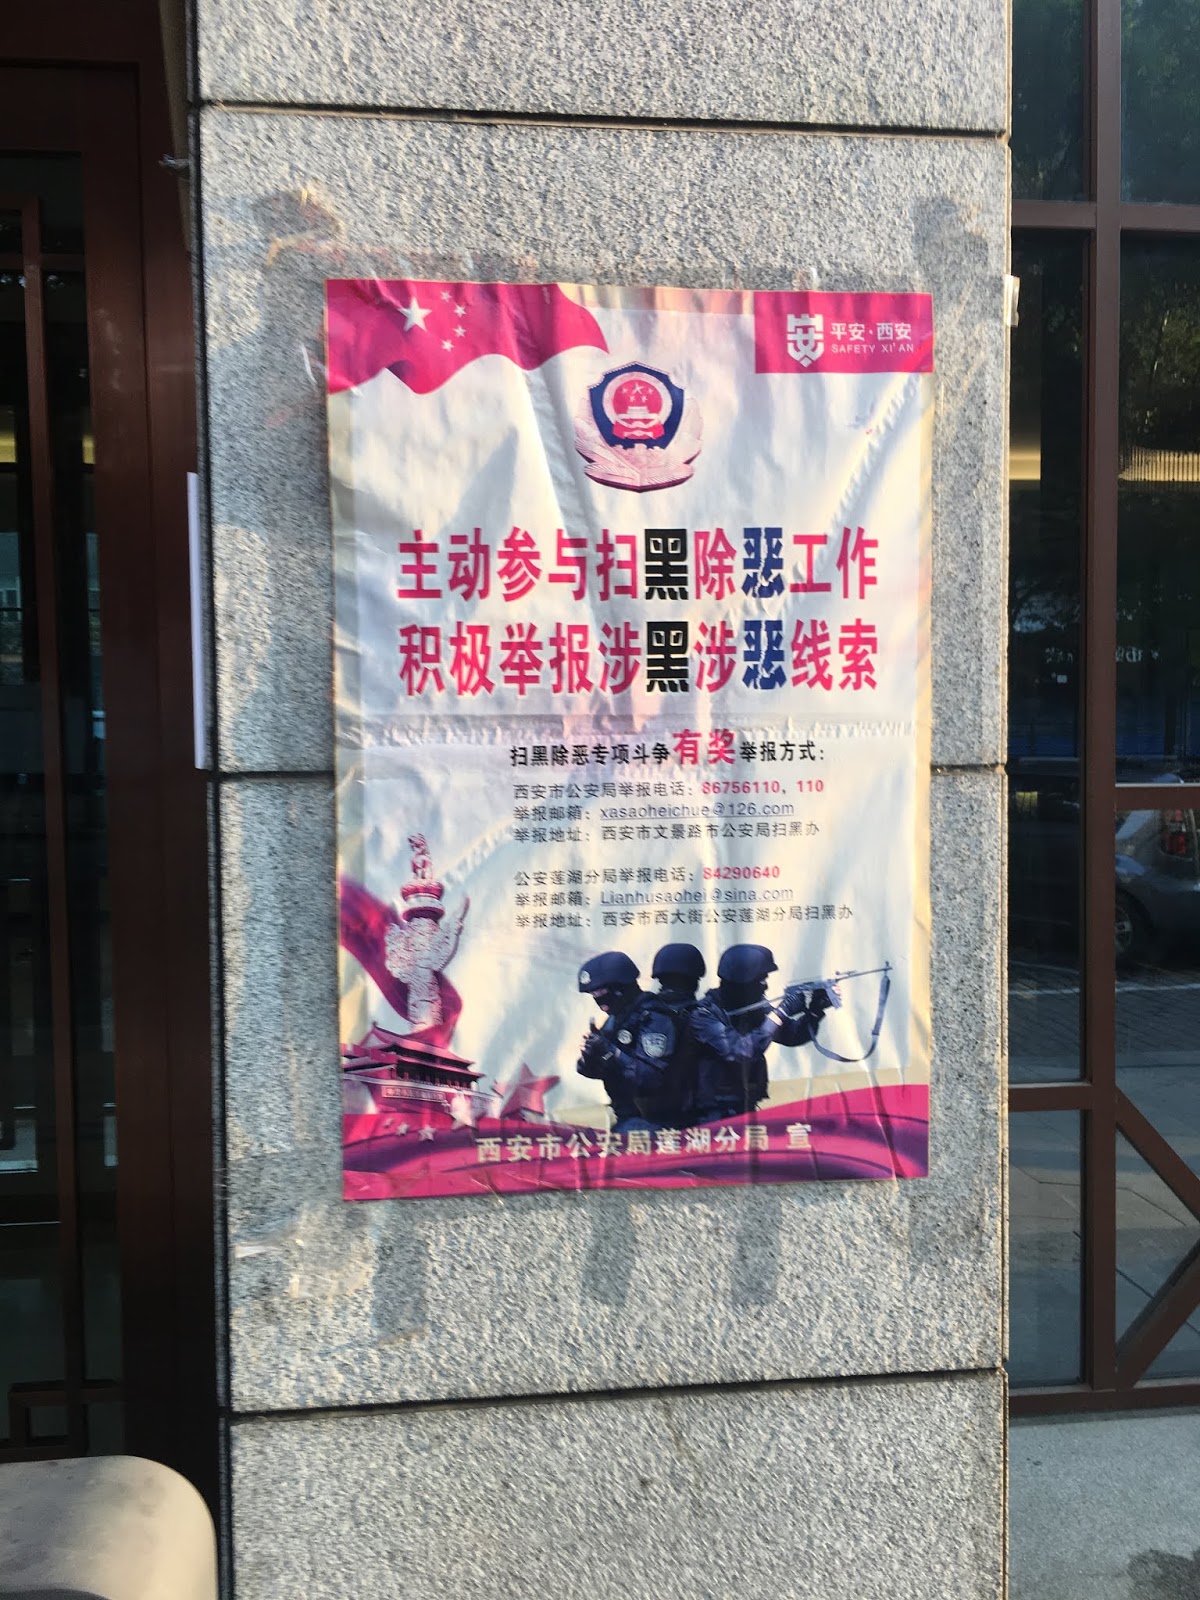 平安·西安
SAFETY XI'AN
主动参与扫黑除恶工作
积极举报涉黑涉恶线索
扫黑除恶专项斗争有奖举报方式：
西安市公安局举报电话：86756110，110
举报邮箱：xasaoheichue@126.com
举报地址：西安市文景路市公安局扫黑办
公安莲湖分局举报电话：84290640
举报邮箱：Lianhusaohei@sina.com
举报地址：西安市西大街公安莲湖分局扫黑办
西安市公安局莲湖分局 宣